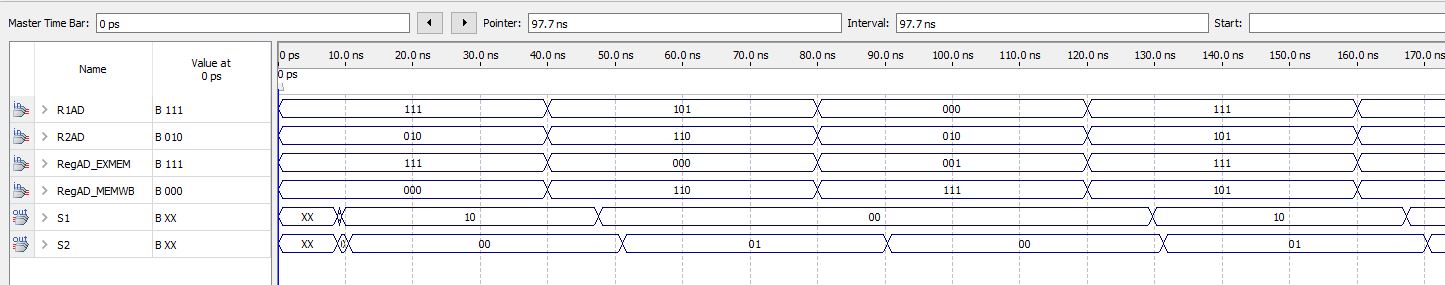 Master Time Bar: 0 ps Pointer: 97.7 ns Interval: 97.7 ns Start:
Name Value at 0 ps 0 ps 10.0 ns 20.0 ns 30.0 ns 40.0 ns 50.0 ns 60.0 ns 70.0 ns 80.0 ns 90.0 ns 100.0 ns 110.0 ns 120.0 ns 130.0 ns 140.0 ns 150.0 ns 160.0 ns 170.0 ns
0 ps
in R1AD B 111 111 101 000 111
in R2AD B 010 010 110 010 101
in RegAD_EXMEM B 111 111 000 001 111
in RegAD_MEMWB B 000 000 110 111 101
out S1 B XX XX 10 00 10
out S2 B XX XX 00 01 00 01